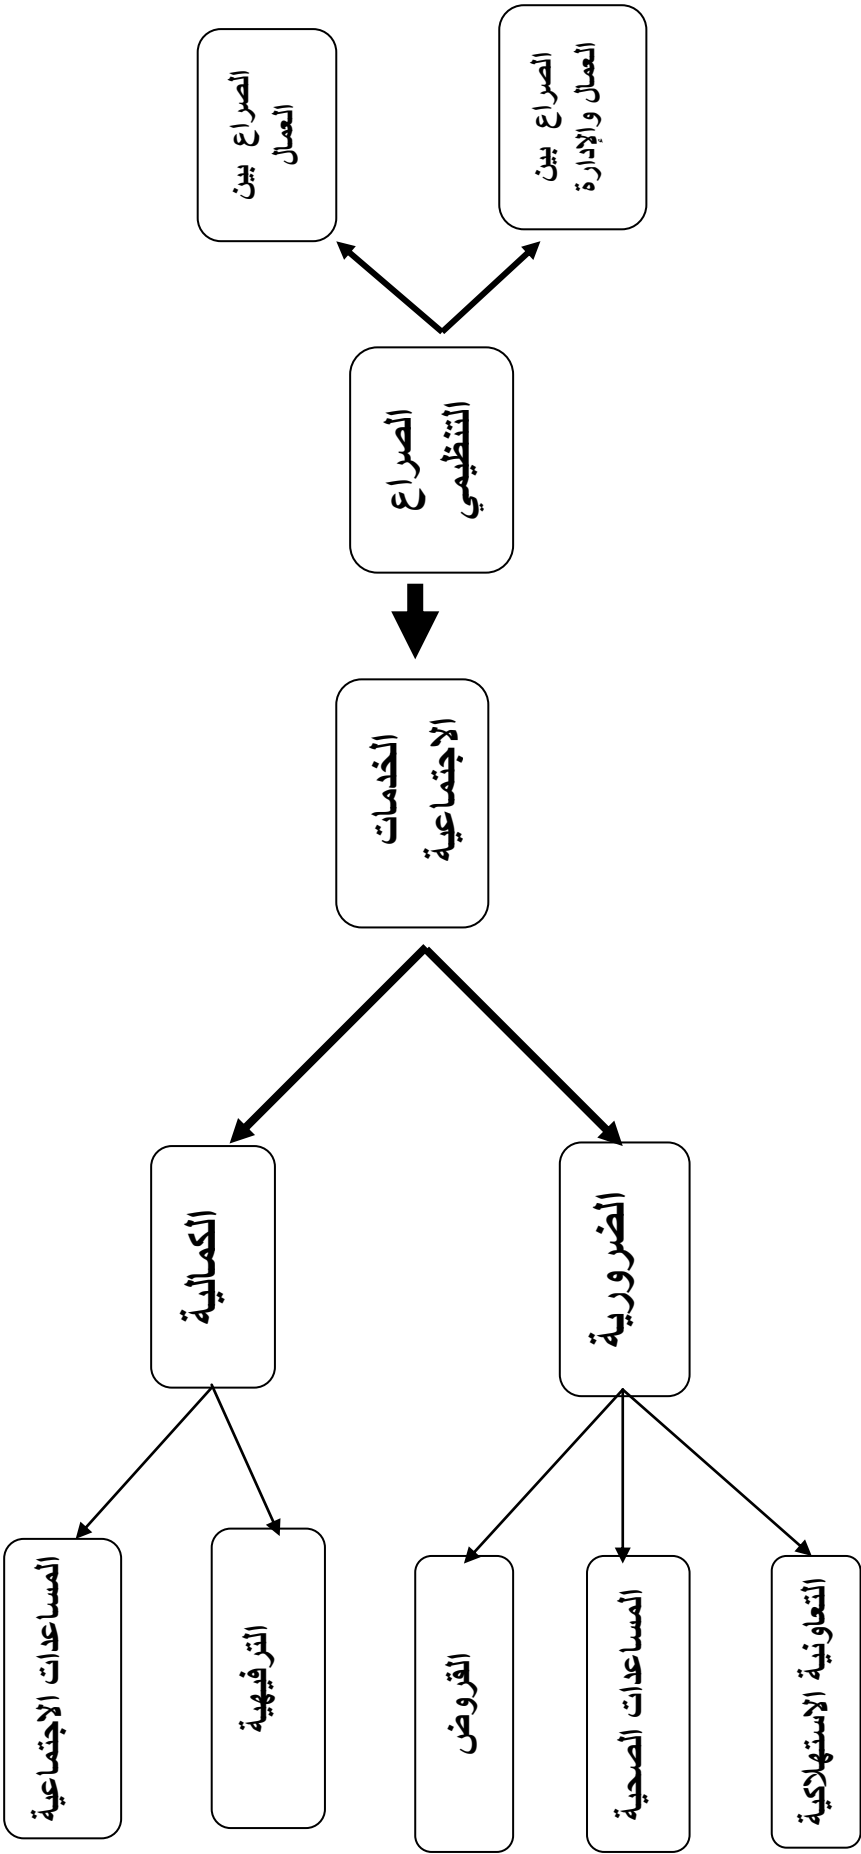 الصراع بين
العمال
الصراع بين
العمال والإدارة
الصراع
التنظيمي
الخدمات
الاجتماعية
الكمالية
الضرورية
المساعدات الاجتماعية
الترفيهية
القروض
المساعدات الصحية
التعاونية الاستهلاكية